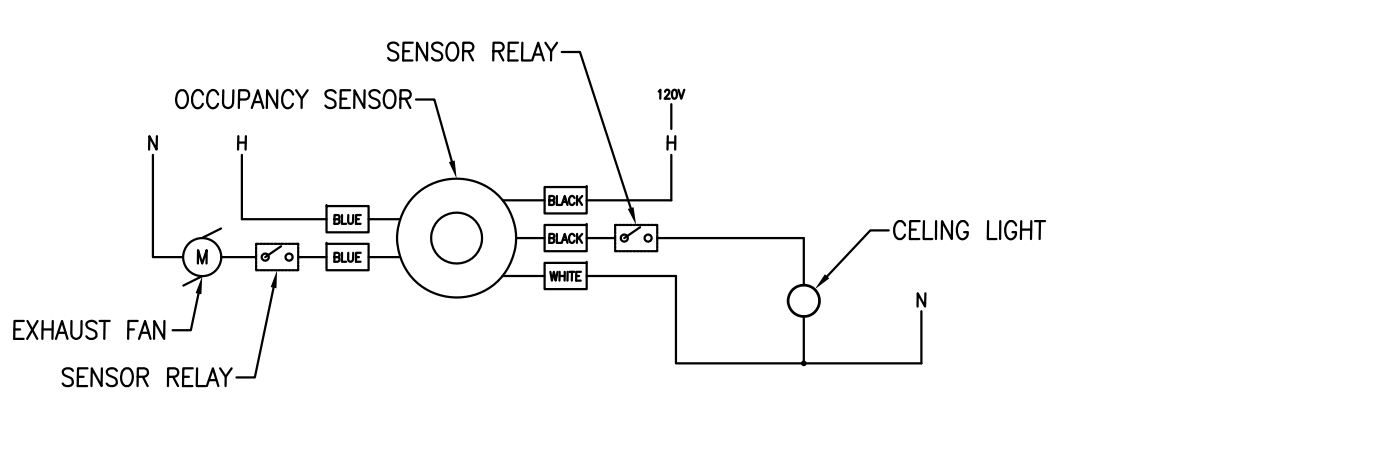 SENSOR RELAY
OCCUPANCY SENSOR
120V
N
H
H
BLACK
BLUE
BLACK
CELING LIGHT
M
BLUE
WHITE
N
EXHAUST FAN
SENSOR RELAY